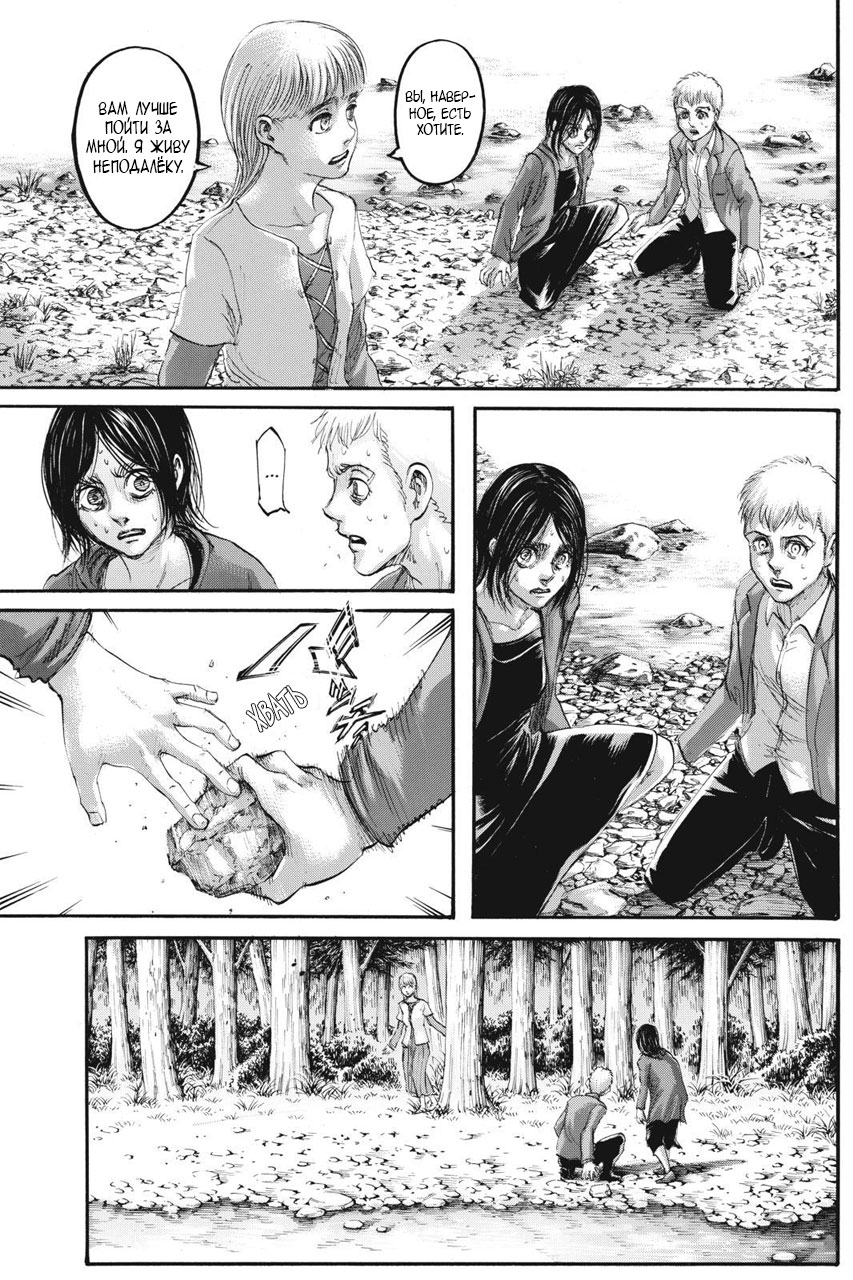 ВЫ, НАВЕР-
НОЕ, ЕСТЬ
ХОТИТЕ.
ВАМ ЛУЧШЕ
ПОЙТИ ЗА
МНОЙ. Я ЖИВУ
НЕПОДАЛЁКУ.
...
ХВАТЬ